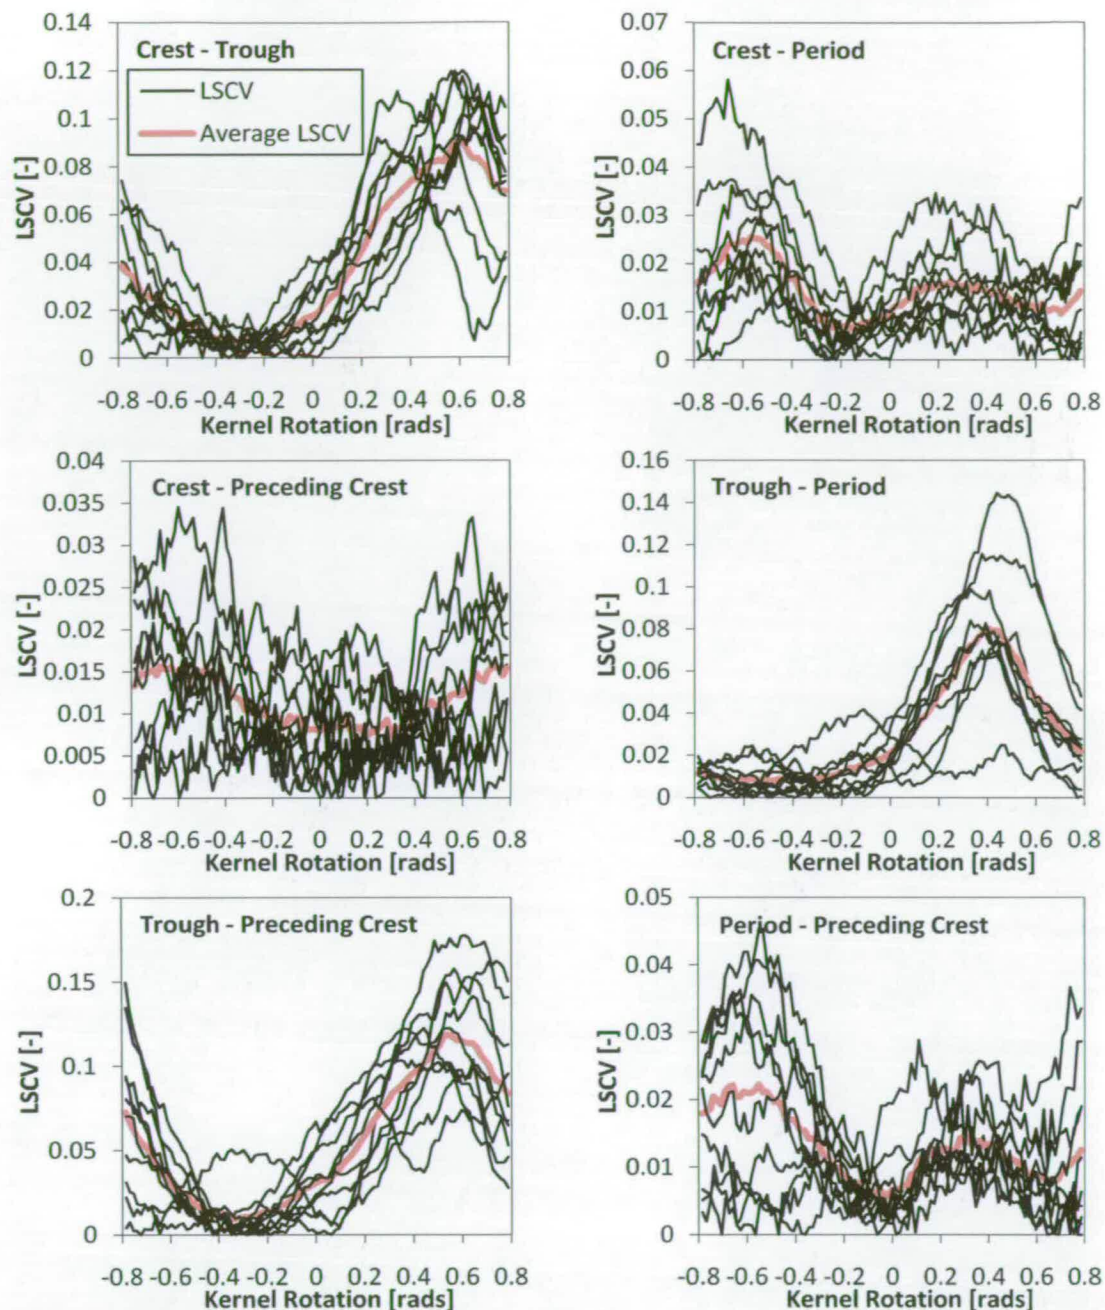 Crest - Trough
LSCV
Average LSCV
LSCV [-]
0.14
0.12
0.1
0.08
0.06
0.04
0.02
0
-0.8 -0.6 -0.4 -0.2 0 0.2 0.4 0.6 0.8
Kernel Rotation [rads]
Crest - Period
LSCV [-]
0.07
0.06
0.05
0.04
0.03
0.02
0.01
0
-0.8 -0.6 -0.4 -0.2 0 0.2 0.4 0.6 0.8
Kernel Rotation [rads]
Crest - Preceding Crest
LSCV [-]
0.04
0.035
0.03
0.025
0.02
0.015
0.01
0.005
0
-0.8 -0.6 -0.4 -0.2 0 0.2 0.4 0.6 0.8
Kernel Rotation [rads]
Trough - Period
LSCV [-]
0.16
0.14
0.12
0.1
0.08
0.06
0.04
0.02
0
-0.8 -0.6 -0.4 -0.2 0 0.2 0.4 0.6 0.8
Kernel Rotation [rads]
Trough - Preceding Crest
LSCV [-]
0.2
0.15
0.1
0.05
0
-0.8 -0.6 -0.4 -0.2 0 0.2 0.4 0.6 0.8
Kernel Rotation [rads]
Period - Preceding Crest
LSCV [-]
0.05
0.04
0.03
0.02
0.01
0
-0.8 -0.6 -0.4 -0.2 0 0.2 0.4 0.6 0.8
Kernel Rotation [rads]